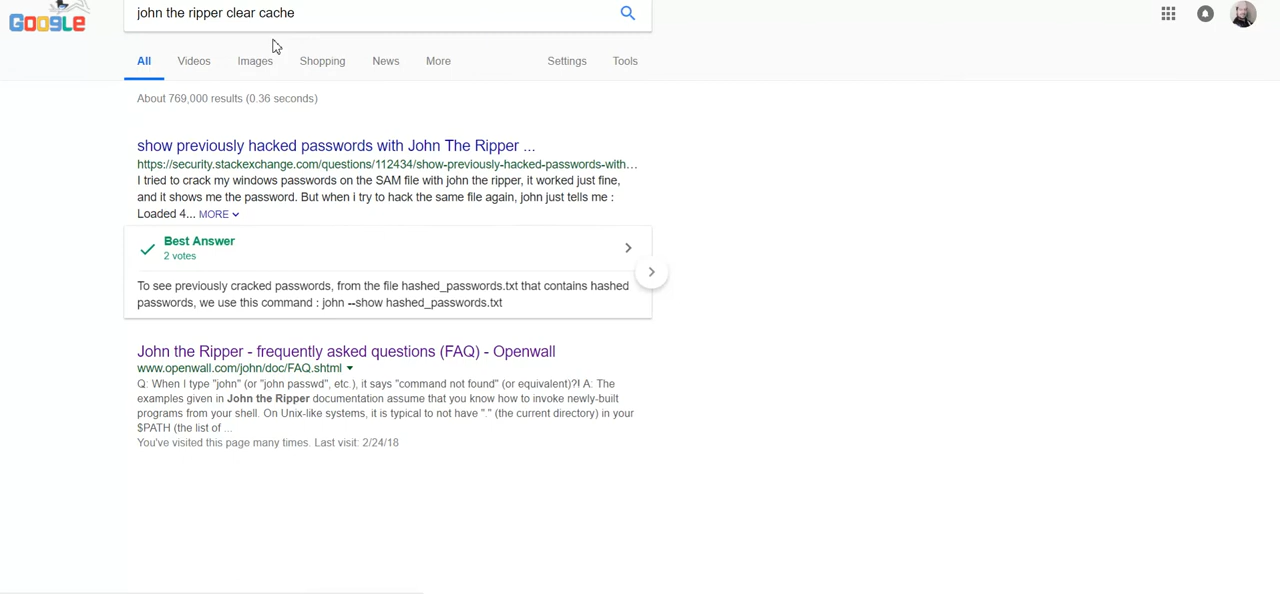 Google
john the ripper clear cache
All Videos Images Shopping News More Settings Tools
About 769,000 results (0.36 seconds)
show previously hacked passwords with John The Ripper ...
https://security.stackexchange.com/questions/112434/show-previously-hacked-passwords-with...
I tried to crack my windows passwords on the SAM file with john the ripper, it worked just fine,
and it shows me the password. But when i try to hack the same file again, john just tells me :
Loaded 4... MORE
Best Answer
2 votes
To see previously cracked passwords, from the file hashed_passwords.txt that contains hashed
passwords, we use this command : john --show hashed_passwords.txt
John the Ripper - frequently asked questions (FAQ) - Openwall
www.openwall.com/john/doc/FAQ.shtml
Q: When I type "john" (or "john passwd", etc.), it says "command not found" (or equivalent)?! A: The
examples given in John the Ripper documentation assume that you know how to invoke newly-built
programs from your shell. On Unix-like systems, it is typical to not have "." (the current directory) in your
$PATH (the list of ...
You've visited this page many times. Last visit: 2/24/18